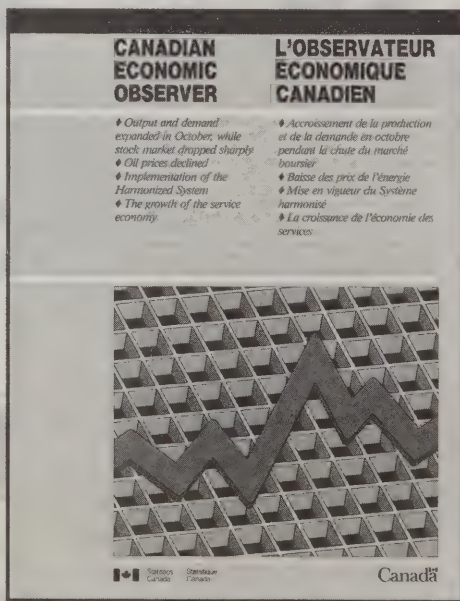 CANADIAN
ECONOMIC
OBSERVER
♦ Output and demand
expanded in October, while
stock market dropped sharply
♦ Oil prices declined
♦ Implementation of the
Harmonized System
♦ The growth of the service
economy
L'OBSERVATEUR
ÉCONOMIQUE
CANADIEN
♦ Accroissement de la production
et de la demande en octobre
pendant la chute du marché
boursier
♦ Baisse des prix de l'énergie
♦ Mise en vigueur du Système
harmonisé
♦ La croissance de l'économie des
services
Statistics
Canada
Statistique
Canada
Canada